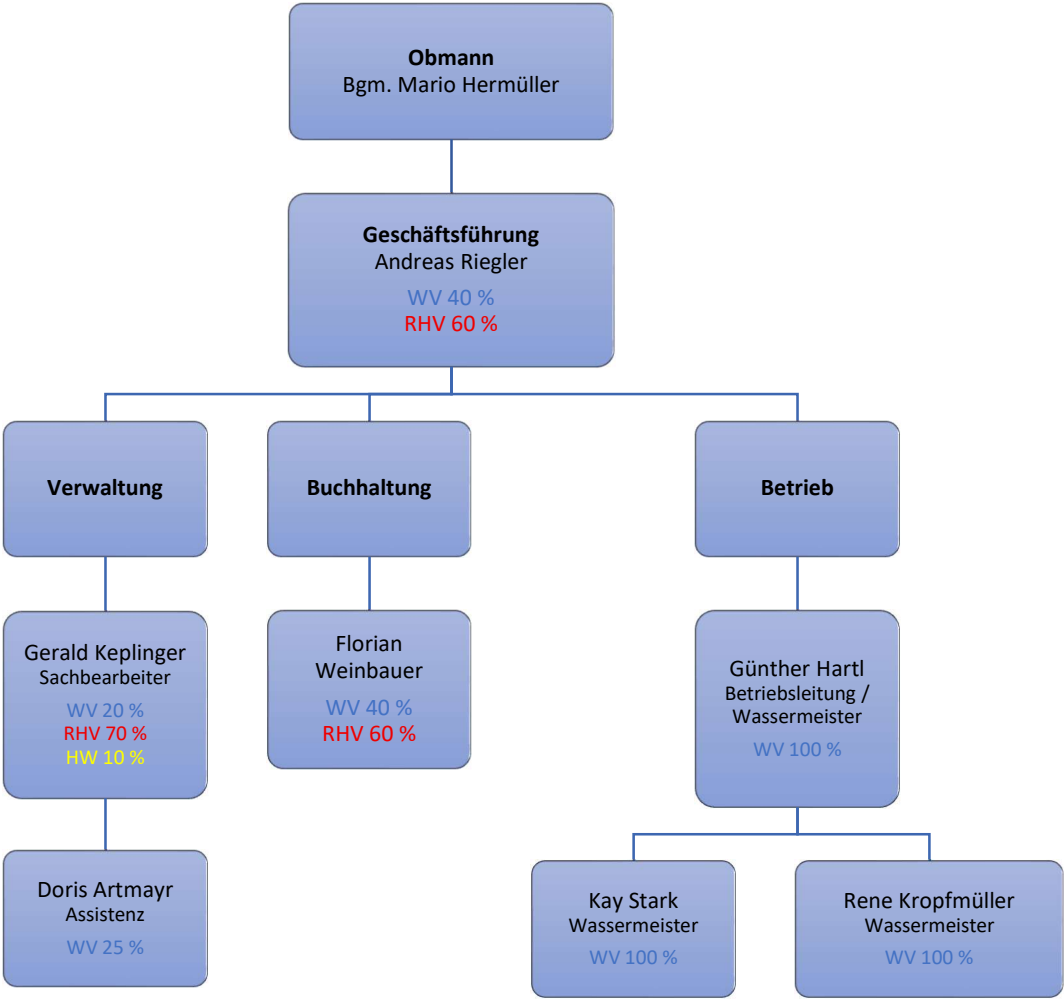 Obmann
Bgm. Mario Hermüller
Geschäftsführung
Andreas Riegler
WV 40 %
RHV 60 %
Verwaltung
Buchhaltung
Betrieb
Gerald Keplinger
Sachbearbeiter
WV 20 %
RHV 70 %
HW 10 %
Florian
Weinbauer
WV 40 %
RHV 60 %
Günther Hartl
Betriebsleitung /
Wassermeister
WV 100 %
Doris Artmayr
Assistenz
WV 25 %
Kay Stark
Wassermeister
WV 100 %
Rene Kropfmüller
Wassermeister
WV 100 %